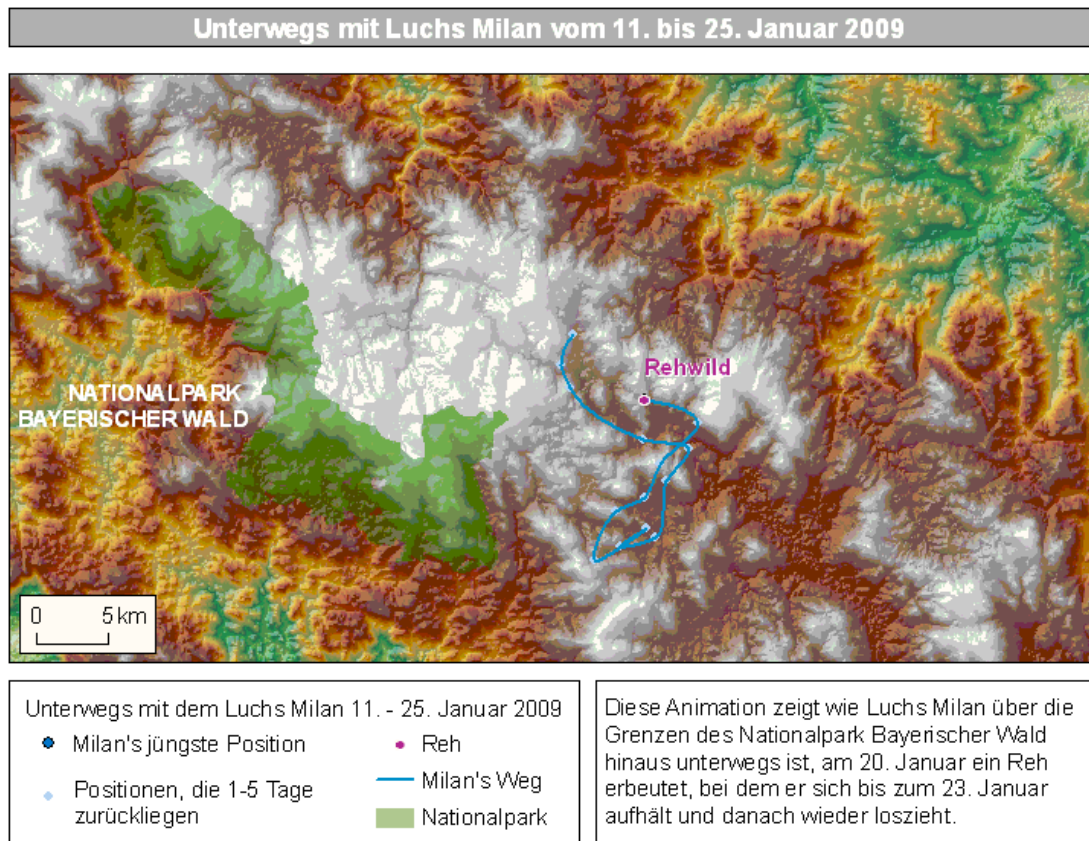 Unterwegs mit Luchs Milan vom 11. bis 25. Januar 2009
Rehwild
NATIONALPARK
BAYERISCHER WALD
0 5 km
Unterwegs mit dem Luchs Milan 11. - 25. Januar 2009
Milan's jüngste Position
Positionen, die 1-5 Tage
zurückliegen
Reh
Milan's Weg
Nationalpark
Diese Animation zeigt wie Luchs Milan über die
Grenzen des Nationalpark Bayerischer Wald
hinaus unterwegs ist, am 20. Januar ein Reh
erbeutet, bei dem er sich bis zum 23. Januar
aufhält und danach wieder loszieht.